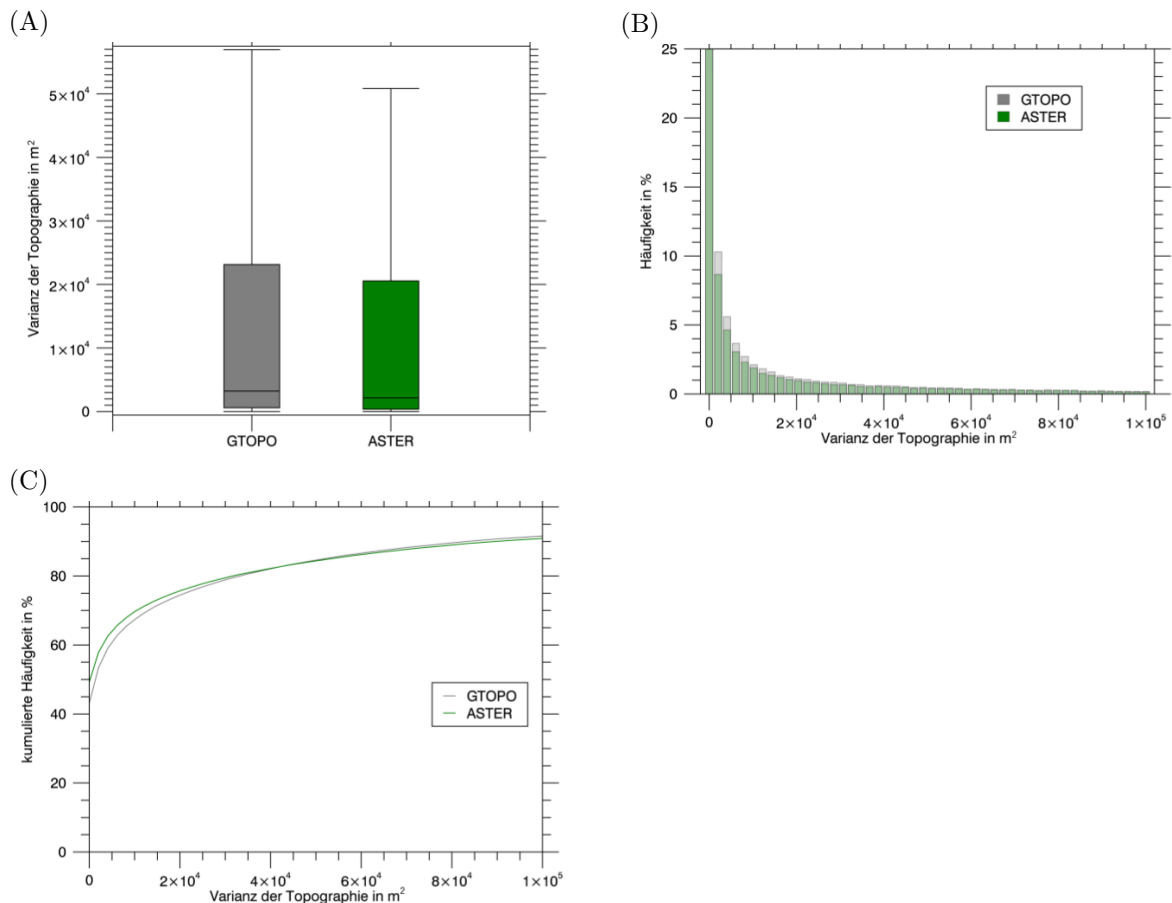 (A)
Varianz der Topographie in m²
5×10⁴
4×10⁴
3×10⁴
2×10⁴
1×10⁴
0
GTOPO
ASTER
(B)
Häufigkeit in %
25
20
15
10
5
0
GTOPO
ASTER
0
2×10⁴
4×10⁴
6×10⁴
8×10⁴
1×10⁵
Varianz der Topographie in m²
(C)
kumulierte Häufigkeit in %
100
80
60
40
20
0
GTOPO
ASTER
0
2×10⁴
4×10⁴
6×10⁴
8×10⁴
1×10⁵
Varianz der Topographie in m²